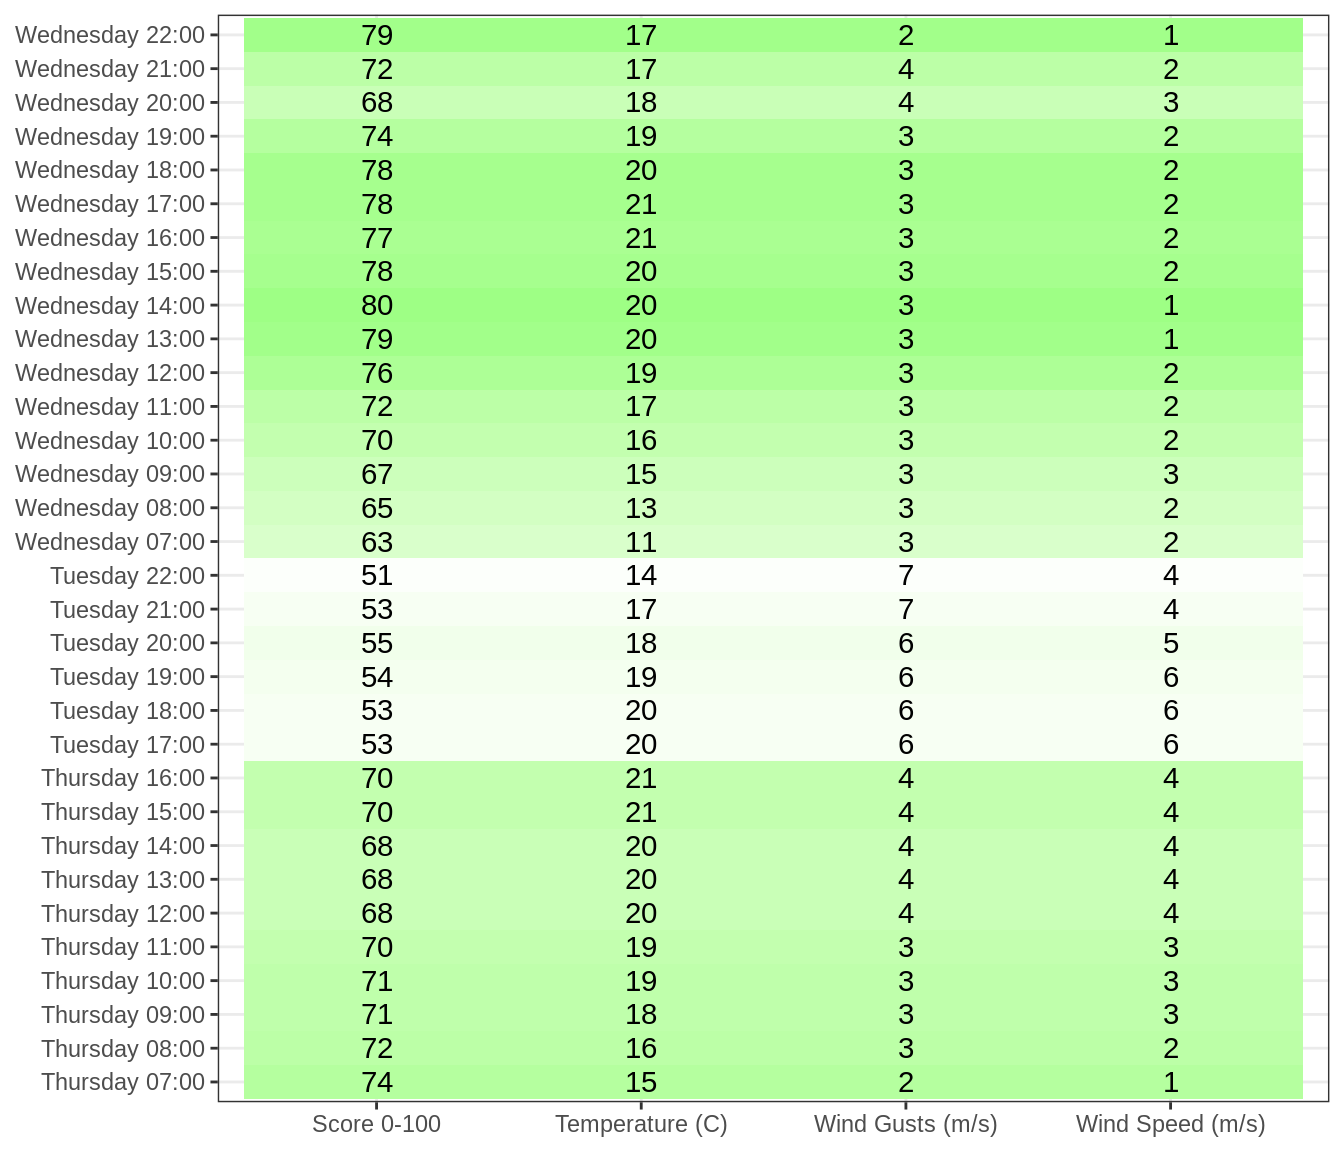 Wednesday 22:00 79 17 2 1
Wednesday 21:00 72 17 4 2
Wednesday 20:00 68 18 4 3
Wednesday 19:00 74 19 3 2
Wednesday 18:00 78 20 3 2
Wednesday 17:00 78 21 3 2
Wednesday 16:00 77 21 3 2
Wednesday 15:00 78 20 3 2
Wednesday 14:00 80 20 3 1
Wednesday 13:00 79 20 3 1
Wednesday 12:00 76 19 3 2
Wednesday 11:00 72 17 3 2
Wednesday 10:00 70 16 3 2
Wednesday 09:00 67 15 3 3
Wednesday 08:00 65 13 3 2
Wednesday 07:00 63 11 3 2
Tuesday 22:00 51 14 7 4
Tuesday 21:00 53 17 7 4
Tuesday 20:00 55 18 6 5
Tuesday 19:00 54 19 6 6
Tuesday 18:00 53 20 6 6
Tuesday 17:00 53 20 6 6
Thursday 16:00 70 21 4 4
Thursday 15:00 70 21 4 4
Thursday 14:00 68 20 4 4
Thursday 13:00 68 20 4 4
Thursday 12:00 68 20 4 4
Thursday 11:00 70 19 3 3
Thursday 10:00 71 19 3 3
Thursday 09:00 71 18 3 3
Thursday 08:00 72 16 3 2
Thursday 07:00 74 15 2 1
Score 0-100 Temperature (C) Wind Gusts (m/s) Wind Speed (m/s)